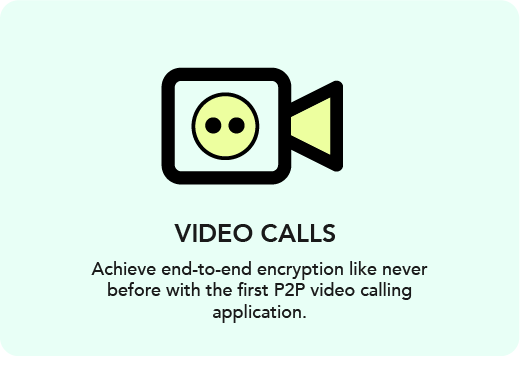 VIDEO CALLS
Achieve end-to-end encryption like never
before with the first P2P video calling
application.